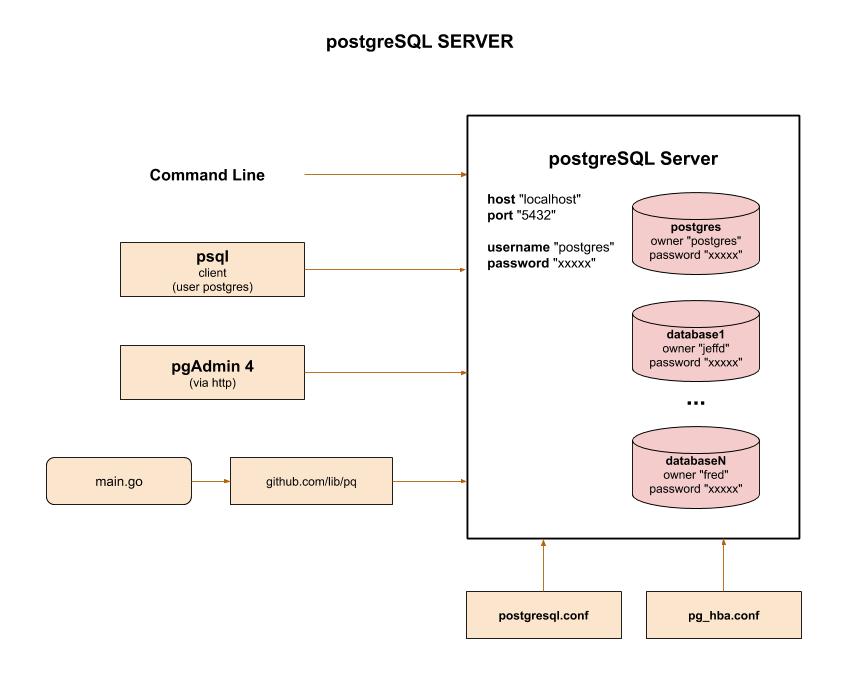 postgreSQL SERVER
Command Line
psql
client
(user postgres)
pgAdmin 4
(via http)
main.go
github.com/lib/pq
postgreSQL Server
host "localhost"
port "5432"
username "postgres"
password "xxxxx"
postgres
owner "postgres"
password "xxxxx"
database1
owner "jeffd"
password "xxxxx"
...
databaseN
owner "fred"
password "xxxxx"
postgresql.conf
pg_hba.conf